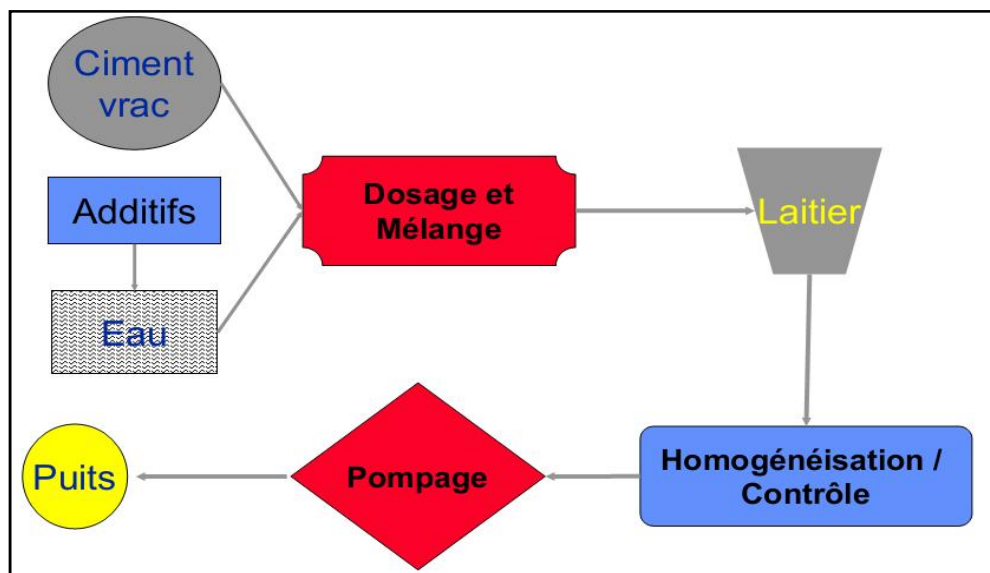 Ciment
vrac
Additifs
Eau
Dosage et
Mélange
Laitier
Homogénéisation /
Contrôle
Pompage
Puits